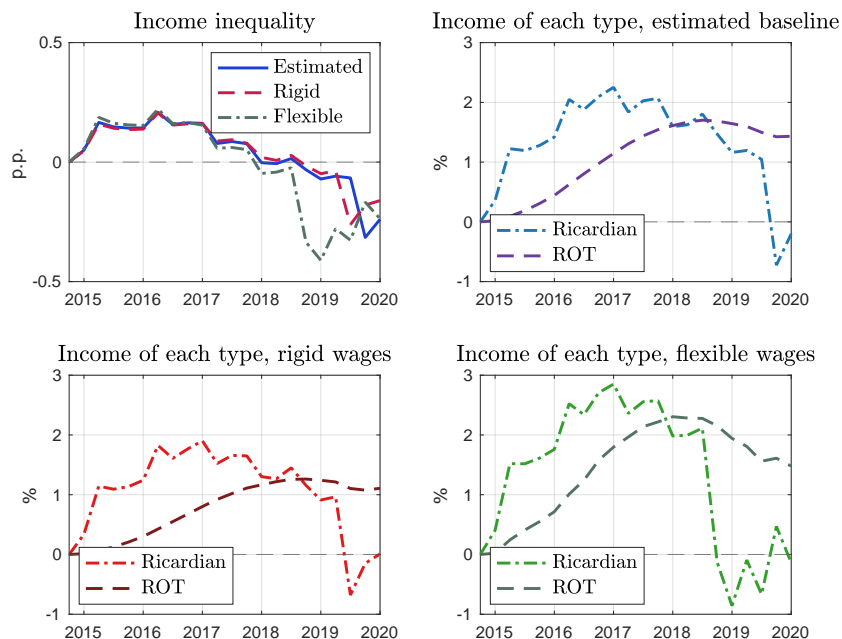 Income inequality
0.5
0
-0.5
p.p.
Estimated
Rigid
Flexible
2015 2016 2017 2018 2019 2020
Income of each type, estimated baseline
3
2
1
0
-1
%
Ricardian
ROT
2015 2016 2017 2018 2019 2020
Income of each type, rigid wages
3
2
1
0
-1
%
Ricardian
ROT
2015 2016 2017 2018 2019 2020
Income of each type, flexible wages
3
2
1
0
-1
%
Ricardian
ROT
2015 2016 2017 2018 2019 2020